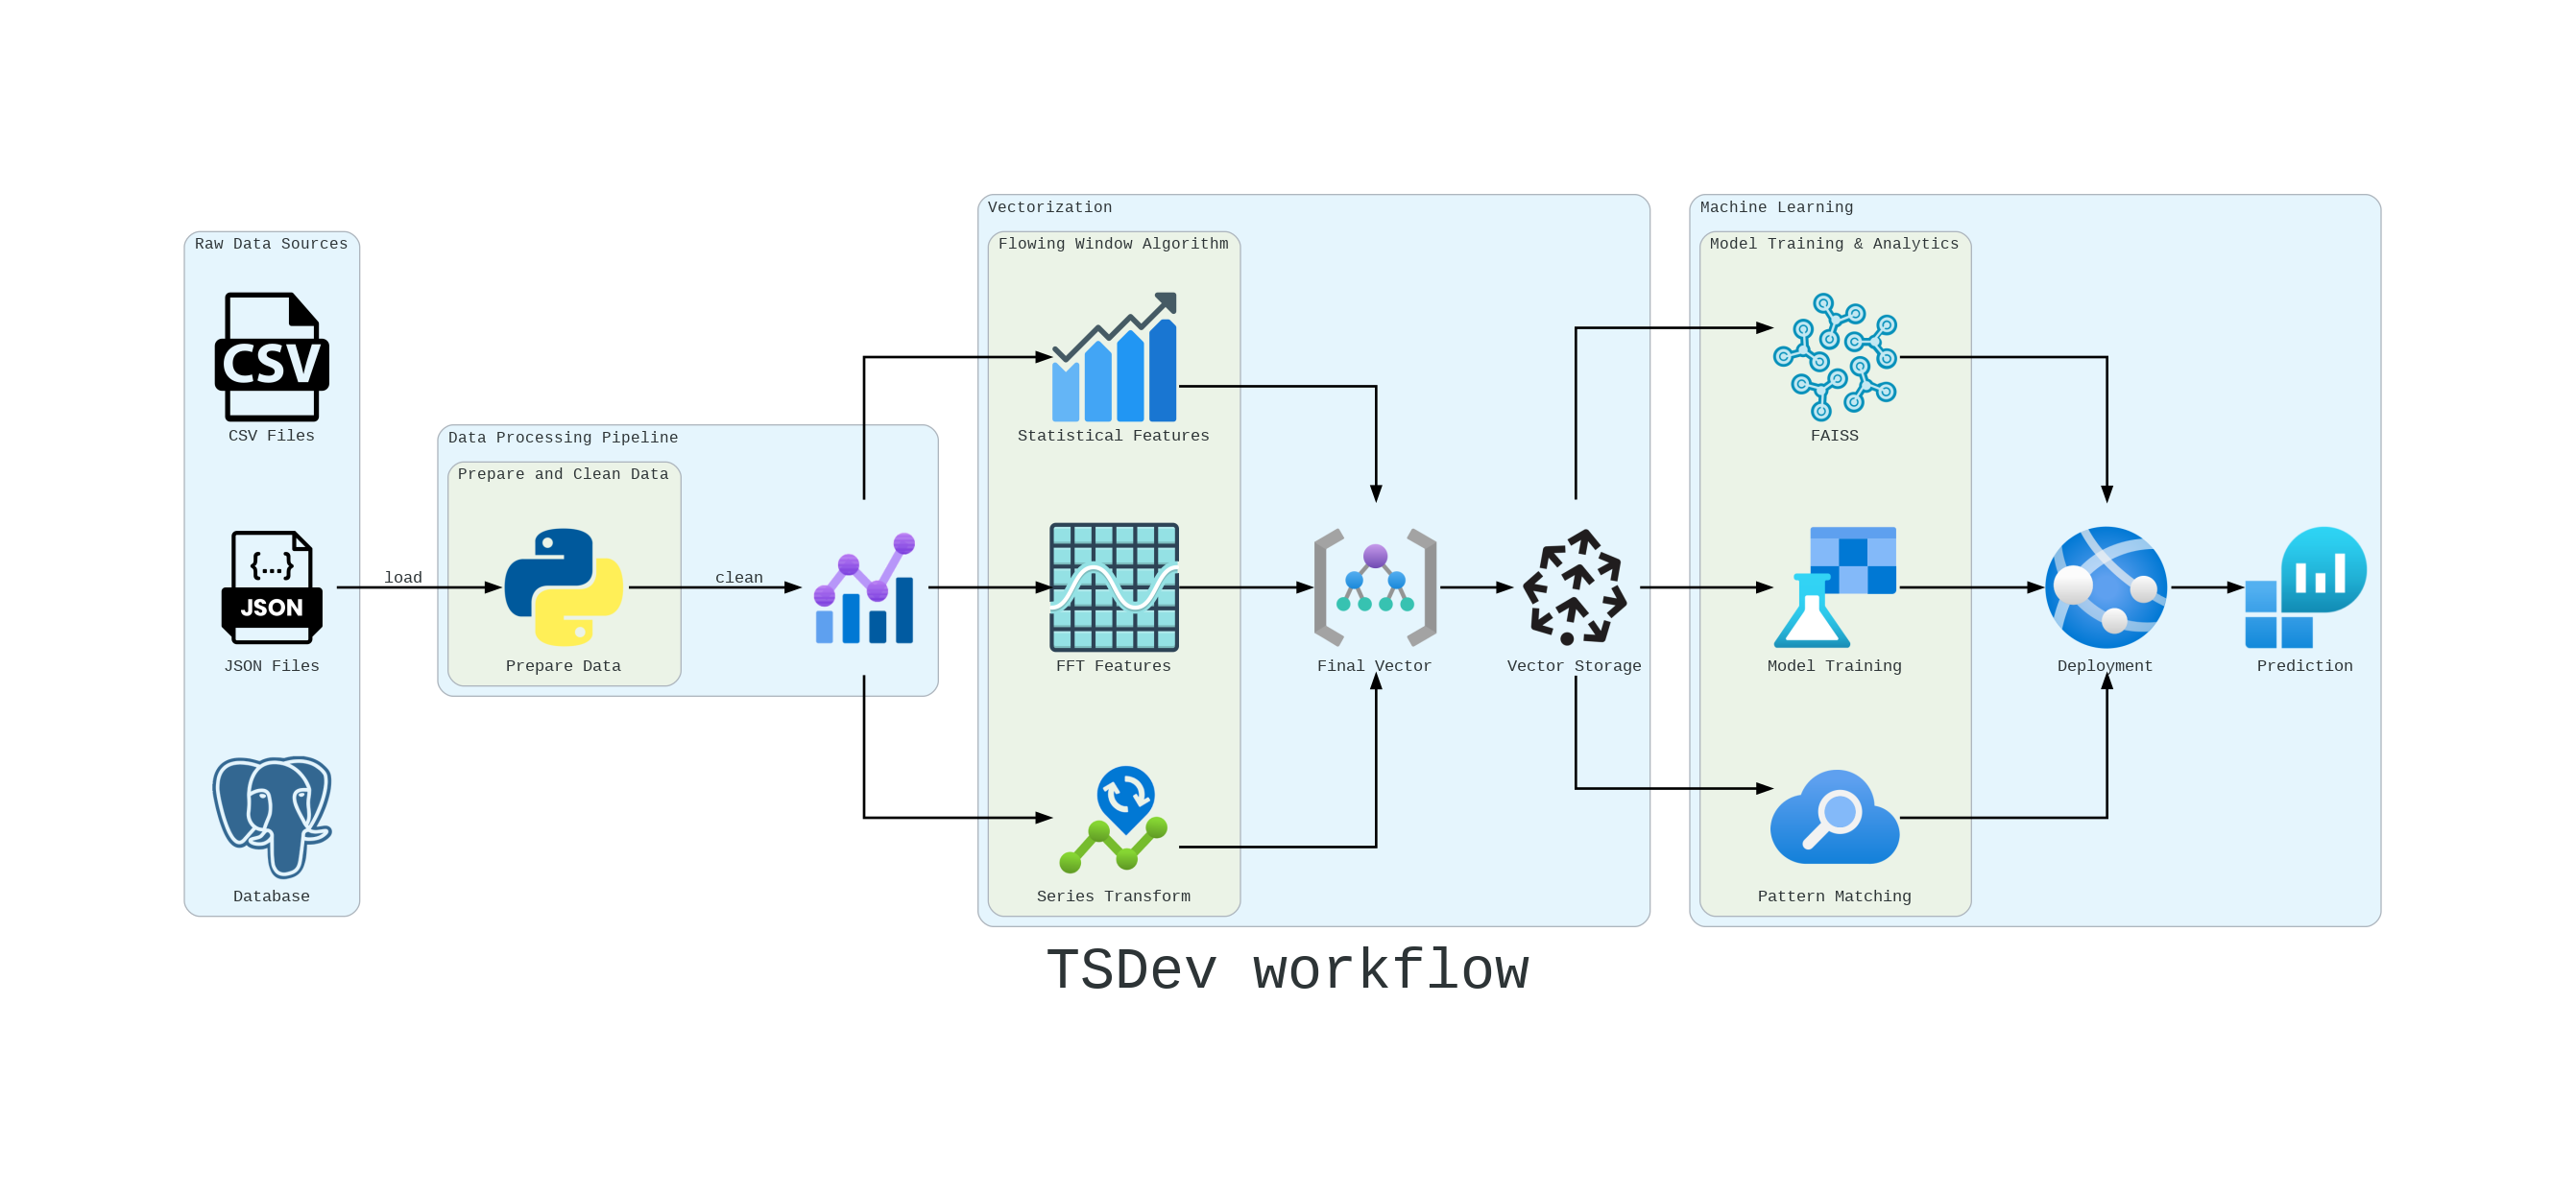 Raw Data Sources
CSV
CSV Files
{...}
JSON
JSON Files
Database
load
Data Processing Pipeline
Prepare and Clean Data
Prepare Data
clean
Vectorization
Flowing Window Algorithm
Statistical Features
FFT Features
Series Transform
Final Vector
Vector Storage
Machine Learning
Model Training & Analytics
FAISS
Model Training
Pattern Matching
Deployment
Prediction
TSDev workflow